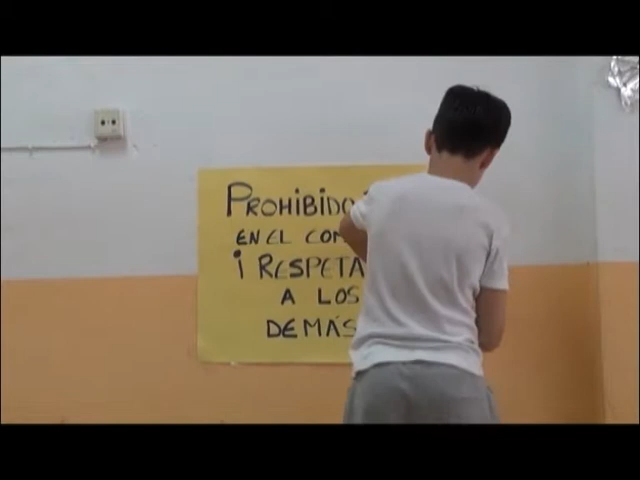 PROHIBIDO
EN EL
¡RESPETA
A LOS
DEMÁS